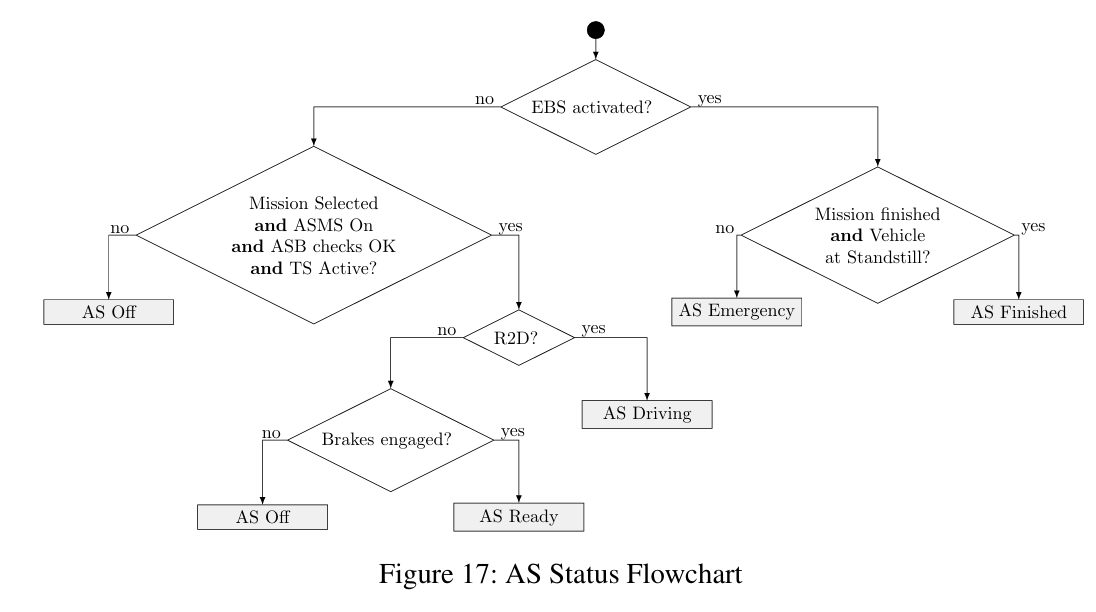 EBS activated?
no
yes
Mission Selected
and ASMS On
and ASB checks OK
and TS Active?
no
yes
Mission finished
and Vehicle
at Standstill?
no
yes
AS Off
AS Emergency
AS Finished
R2D?
no
yes
AS Driving
Brakes engaged?
no
yes
AS Off
AS Ready
Figure 17: AS Status Flowchart